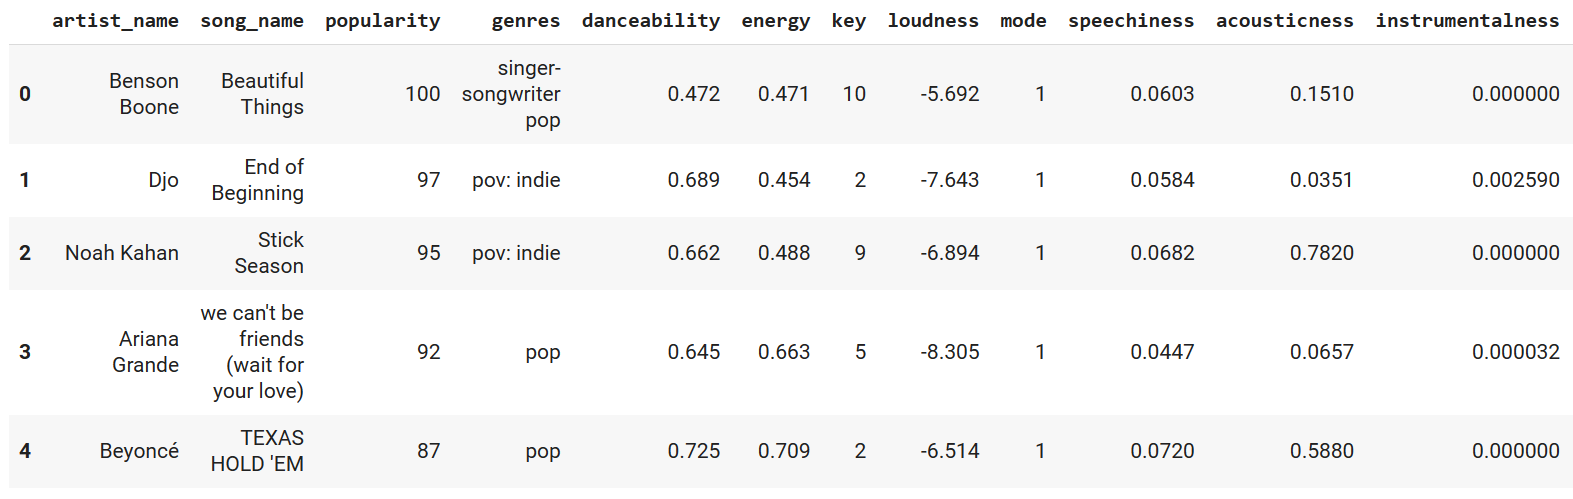 artist_name song_name popularity genres danceability energy key loudness mode speechiness acousticness instrumentalness
0 Benson Boone Beautiful Things 100 singer-songwriter pop 0.472 0.471 10 -5.692 1 0.0603 0.1510 0.000000
1 Djo End of Beginning 97 pov: indie 0.689 0.454 2 -7.643 1 0.0584 0.0351 0.002590
2 Noah Kahan Stick Season 95 pov: indie 0.662 0.488 9 -6.894 1 0.0682 0.7820 0.000000
3 Ariana Grande we can't be friends (wait for your love) 92 pop 0.645 0.663 5 -8.305 1 0.0447 0.0657 0.000032
4 Beyoncé TEXAS HOLD 'EM 87 pop 0.725 0.709 2 -6.514 1 0.0720 0.5880 0.000000